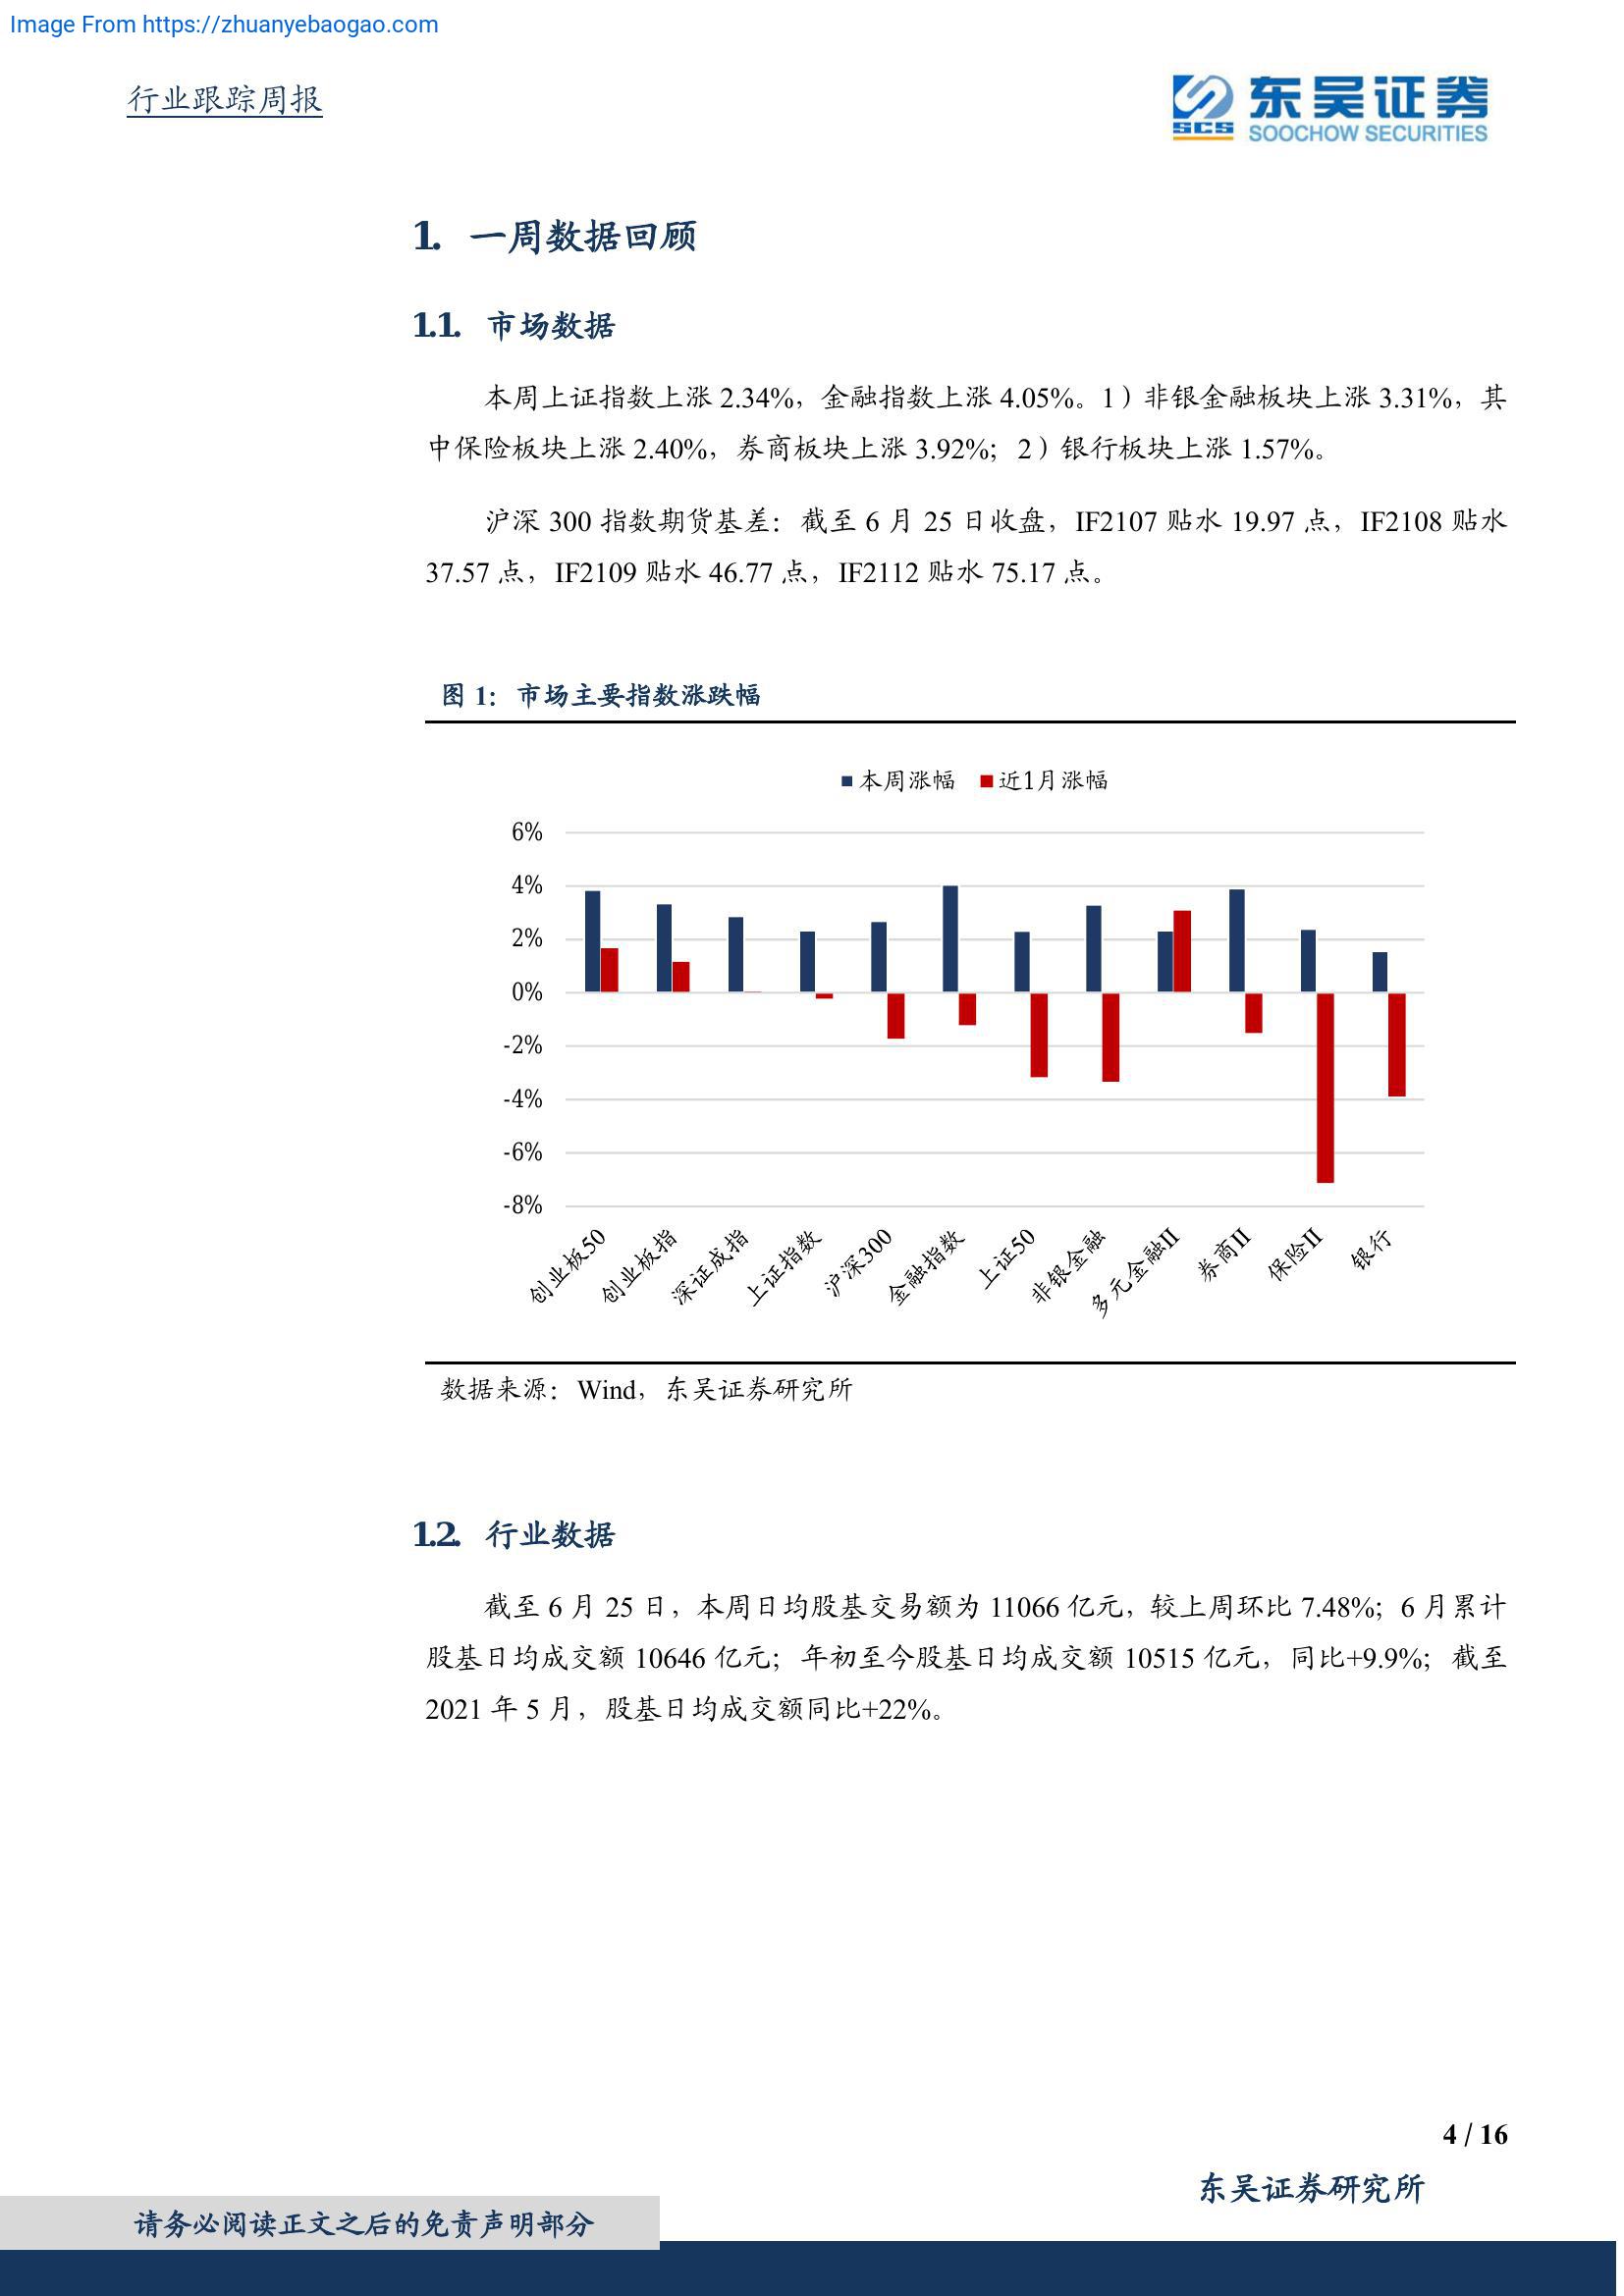 Image From https://zhuanyebaogao.com
行业跟踪周报
东吴证券
SCS
SOOCHOW SECURITIES
1. 一周数据回顾
1.1. 市场数据
本周上证指数上涨 2.34%，金融指数上涨 4.05%。1）非银金融板块上涨 3.31%，其
中保险板块上涨 2.40%，券商板块上涨 3.92%；2）银行板块上涨 1.57%。
沪深 300 指数期货基差：截至 6 月 25 日收盘，IF2107 贴水 19.97 点，IF2108 贴水
37.57 点，IF2109 贴水 46.77 点，IF2112 贴水 75.17 点。
图 1：市场主要指数涨跌幅
本周涨幅 近1月涨幅
6%
4%
2%
0%
-2%
-4%
-6%
-8%
创业板50
创业板指
深证成指
上证指数
沪深300
金融指数
上证50
非银金融
多元金融II
券商II
保险II
银行
数据来源：Wind，东吴证券研究所
1.2. 行业数据
截至 6 月 25 日，本周日均股基交易额为 11066 亿元，较上周环比 7.48%；6 月累计
股基日均成交额 10646 亿元；年初至今股基日均成交额 10515 亿元，同比+9.9%；截至
2021 年 5 月，股基日均成交额同比+22%。
4 / 16
东吴证券研究所
请务必阅读正文之后的免责声明部分